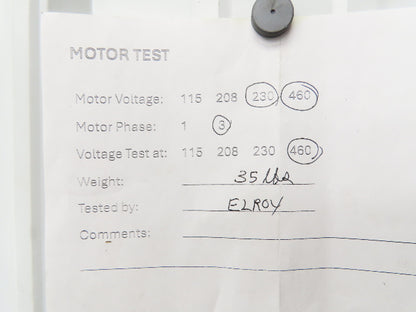 MOTOR TEST
Motor Voltage: 115 208 230 460
Motor Phase: 1 3
Voltage Test at: 115 208 230 460
Weight: 35 lbs
Tested by: ELROY
Comments: